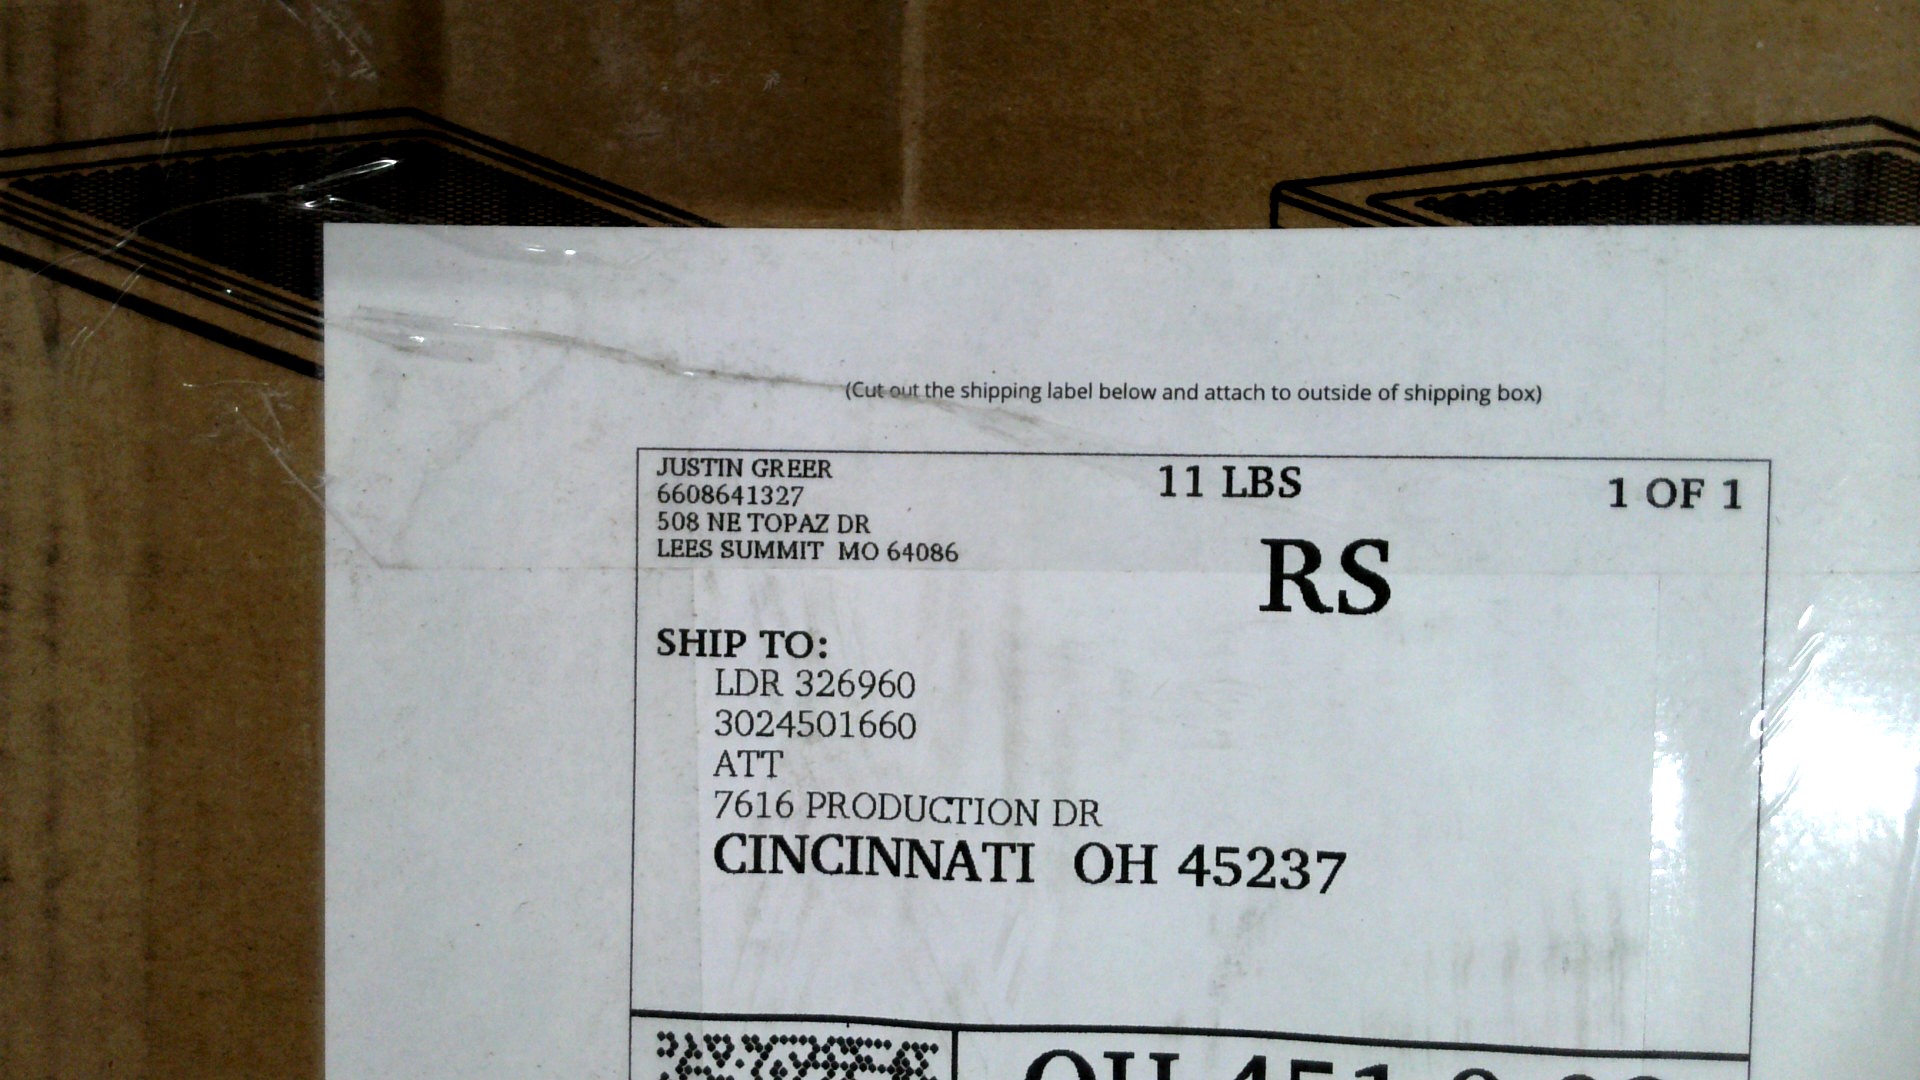 (Cut out the shipping label below and attach to outside of shipping box)
JUSTIN GREER
6608641327
508 NE TOPAZ DR
LEES SUMMIT MO 64086
11 LBS
1 OF 1
RS
SHIP TO:
LDR 326960
3024501660
ATT
7616 PRODUCTION DR
CINCINNATI OH 45237
OH 451